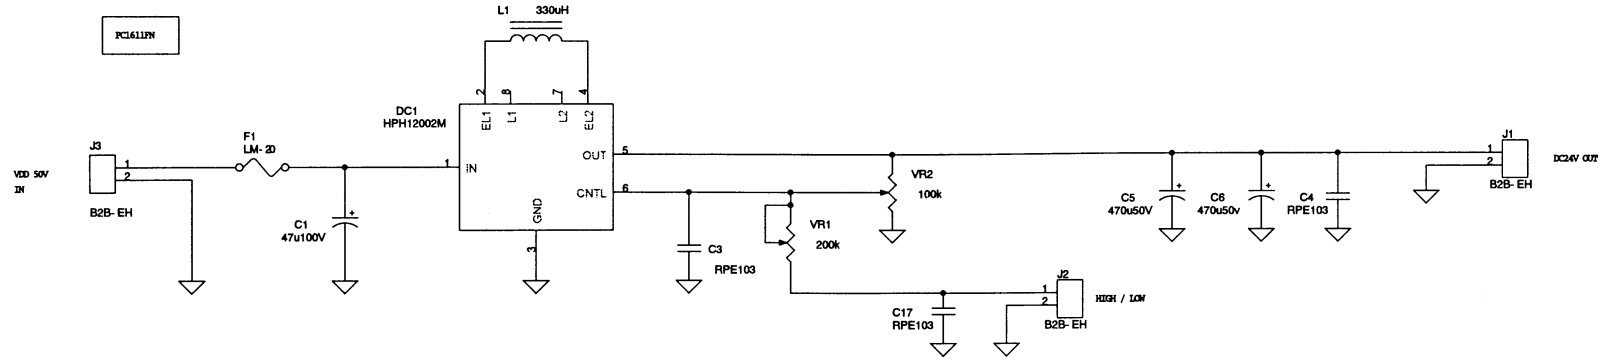 L1 330uH
PC1611FN
2 8 7 4
EL1 L1 L2 EL2
DC1
HPH12002M
F1
LM-20
J3
1
2
VDD 50V
IN
B2B-EH
C1
47u100V
1 IN
OUT 5
CNTL 6
GND
3
VR2
100k
VR1
200k
C3
RPE103
C17
RPE103
J2
1
2
B2B-EH
HIGH / LOW
C5
470u50V
C6
470u50v
C4
RPE103
J1
1
2
B2B-EH
DC24V OUT
+
+
+